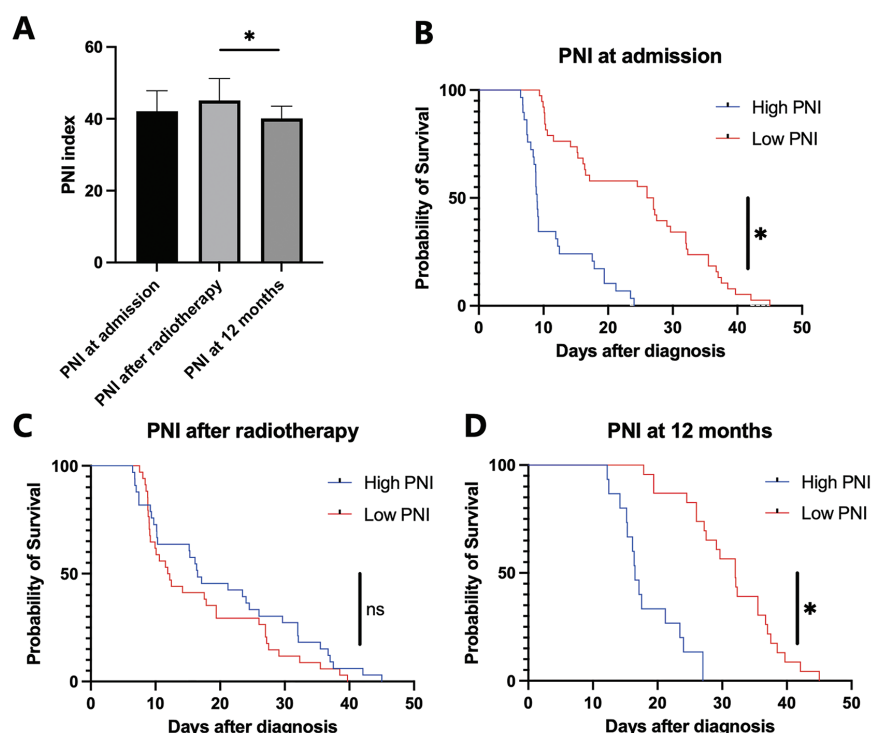 A
*
60
40
20
0
PNI index
PNI at admission
PNI after radiotherapy
PNI at 12 months
B
PNI at admission
100
50
0
Probability of Survival
High PNI
Low PNI
*
0 10 20 30 40 50
Days after diagnosis
C
PNI after radiotherapy
100
50
0
Probability of Survival
High PNI
Low PNI
ns
0 10 20 30 40 50
Days after diagnosis
D
PNI at 12 months
100
50
0
Probability of Survival
High PNI
Low PNI
*
0 10 20 30 40 50
Days after diagnosis